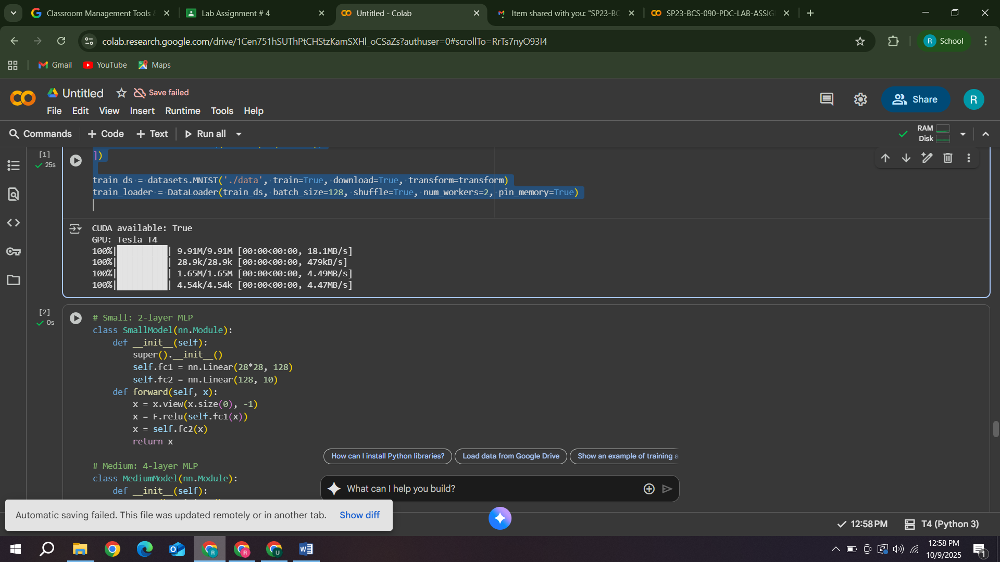 Classroom Management Tools &
Lab Assignment # 4
Untitled - Colab
Item shared with you: "SP23-BC
SP23-BCS-090-PDC-LAB-ASSIG
colab.research.google.com/drive/1Cen751hSUThPtCHStzKamSXHl_oCSaZs?authuser=0#scrollTo=RrTs7nyO93I4
R School
Gmail
YouTube
Maps
Untitled
Save failed
File Edit View Insert Runtime Tools Help
Share
R
Commands
+ Code
+ Text
Run all
RAM
Disk
[1]
25s
])
train_ds = datasets.MNIST('./data', train=True, download=True, transform=transform)
train_loader = DataLoader(train_ds, batch_size=128, shuffle=True, num_workers=2, pin_memory=True)
CUDA available: True
GPU: Tesla T4
100%|██████████| 9.91M/9.91M [00:00<00:00, 18.1MB/s]
100%|██████████| 28.9k/28.9k [00:00<00:00, 479kB/s]
100%|██████████| 1.65M/1.65M [00:00<00:00, 4.49MB/s]
100%|██████████| 4.54k/4.54k [00:00<00:00, 4.47MB/s]
[2]
0s
# Small: 2-layer MLP
class SmallModel(nn.Module):
    def __init__(self):
        super().__init__()
        self.fc1 = nn.Linear(28*28, 128)
        self.fc2 = nn.Linear(128, 10)
    def forward(self, x):
        x = x.view(x.size(0), -1)
        x = F.relu(self.fc1(x))
        x = self.fc2(x)
        return x
# Medium: 4-layer MLP
class MediumModel(nn.Module):
    def __init__(self):
How can I install Python libraries?
Load data from Google Drive
Show an example of training a
What can I help you build?
Automatic saving failed. This file was updated remotely or in another tab.
Show diff
12:58 PM
T4 (Python 3)
12:58 PM
10/9/2025
1